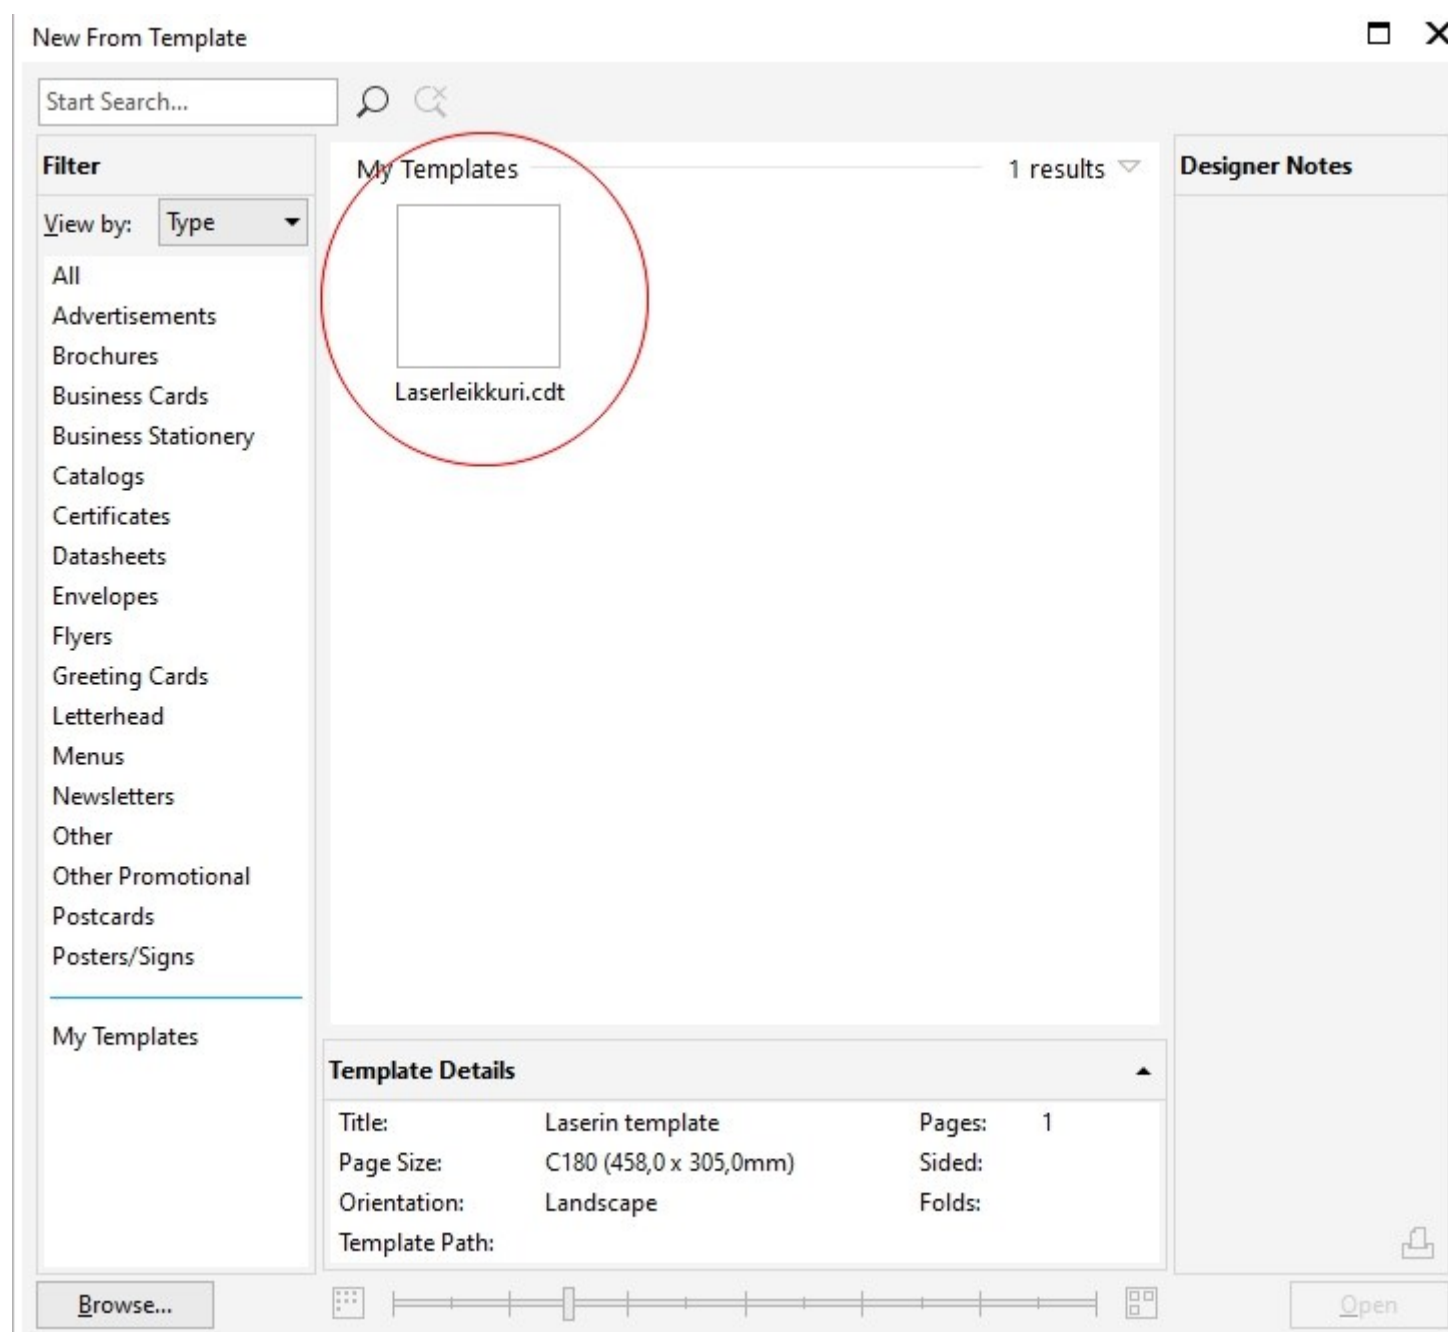 New From Template
Start Search...
Filter
View by: Type
All
Advertisements
Brochures
Business Cards
Business Stationery
Catalogs
Certificates
Datasheets
Envelopes
Flyers
Greeting Cards
Letterhead
Menus
Newsletters
Other
Other Promotional
Postcards
Posters/Signs
My Templates
My Templates 1 results
Laserleikkuri.cdt
Template Details
Title: Laserin template Pages: 1
Page Size: C180 (458,0 x 305,0mm) Sided:
Orientation: Landscape Folds:
Template Path:
Designer Notes
Browse...
Open